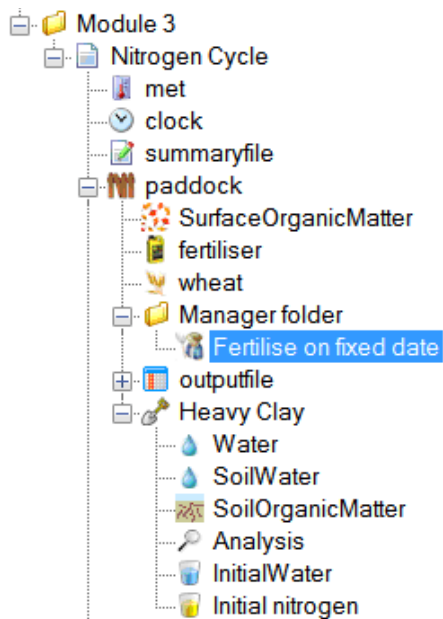 Module 3
Nitrogen Cycle
met
clock
summaryfile
paddock
SurfaceOrganicMatter
fertiliser
wheat
Manager folder
Fertilise on fixed date
outputfile
Heavy Clay
Water
SoilWater
SoilOrganicMatter
Analysis
InitialWater
Initial nitrogen